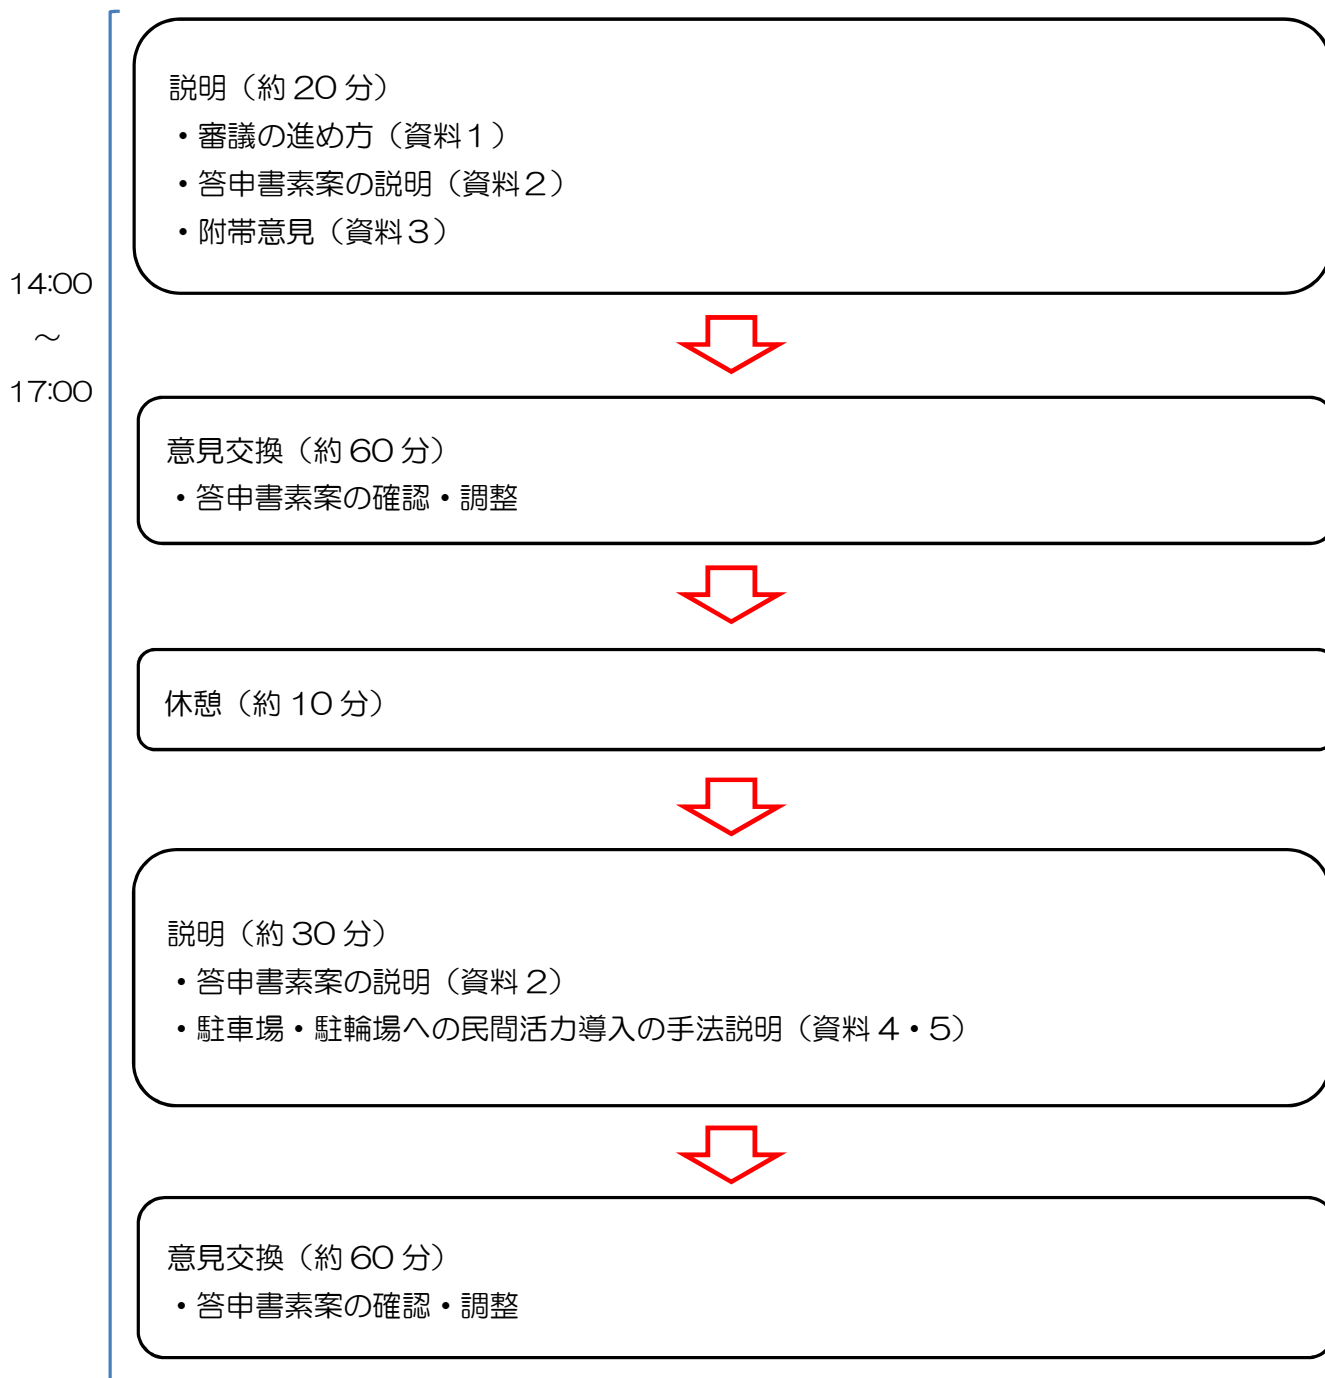 14:00
～
17:00
説明（約 20 分）
・審議の進め方（資料１）
・答申書素案の説明（資料２）
・附帯意見（資料３）
意見交換（約 60 分）
・答申書素案の確認・調整
休憩（約 10 分）
説明（約 30 分）
・答申書素案の説明（資料 2）
・駐車場・駐輪場への民間活力導入の手法説明（資料 4・5）
意見交換（約 60 分）
・答申書素案の確認・調整